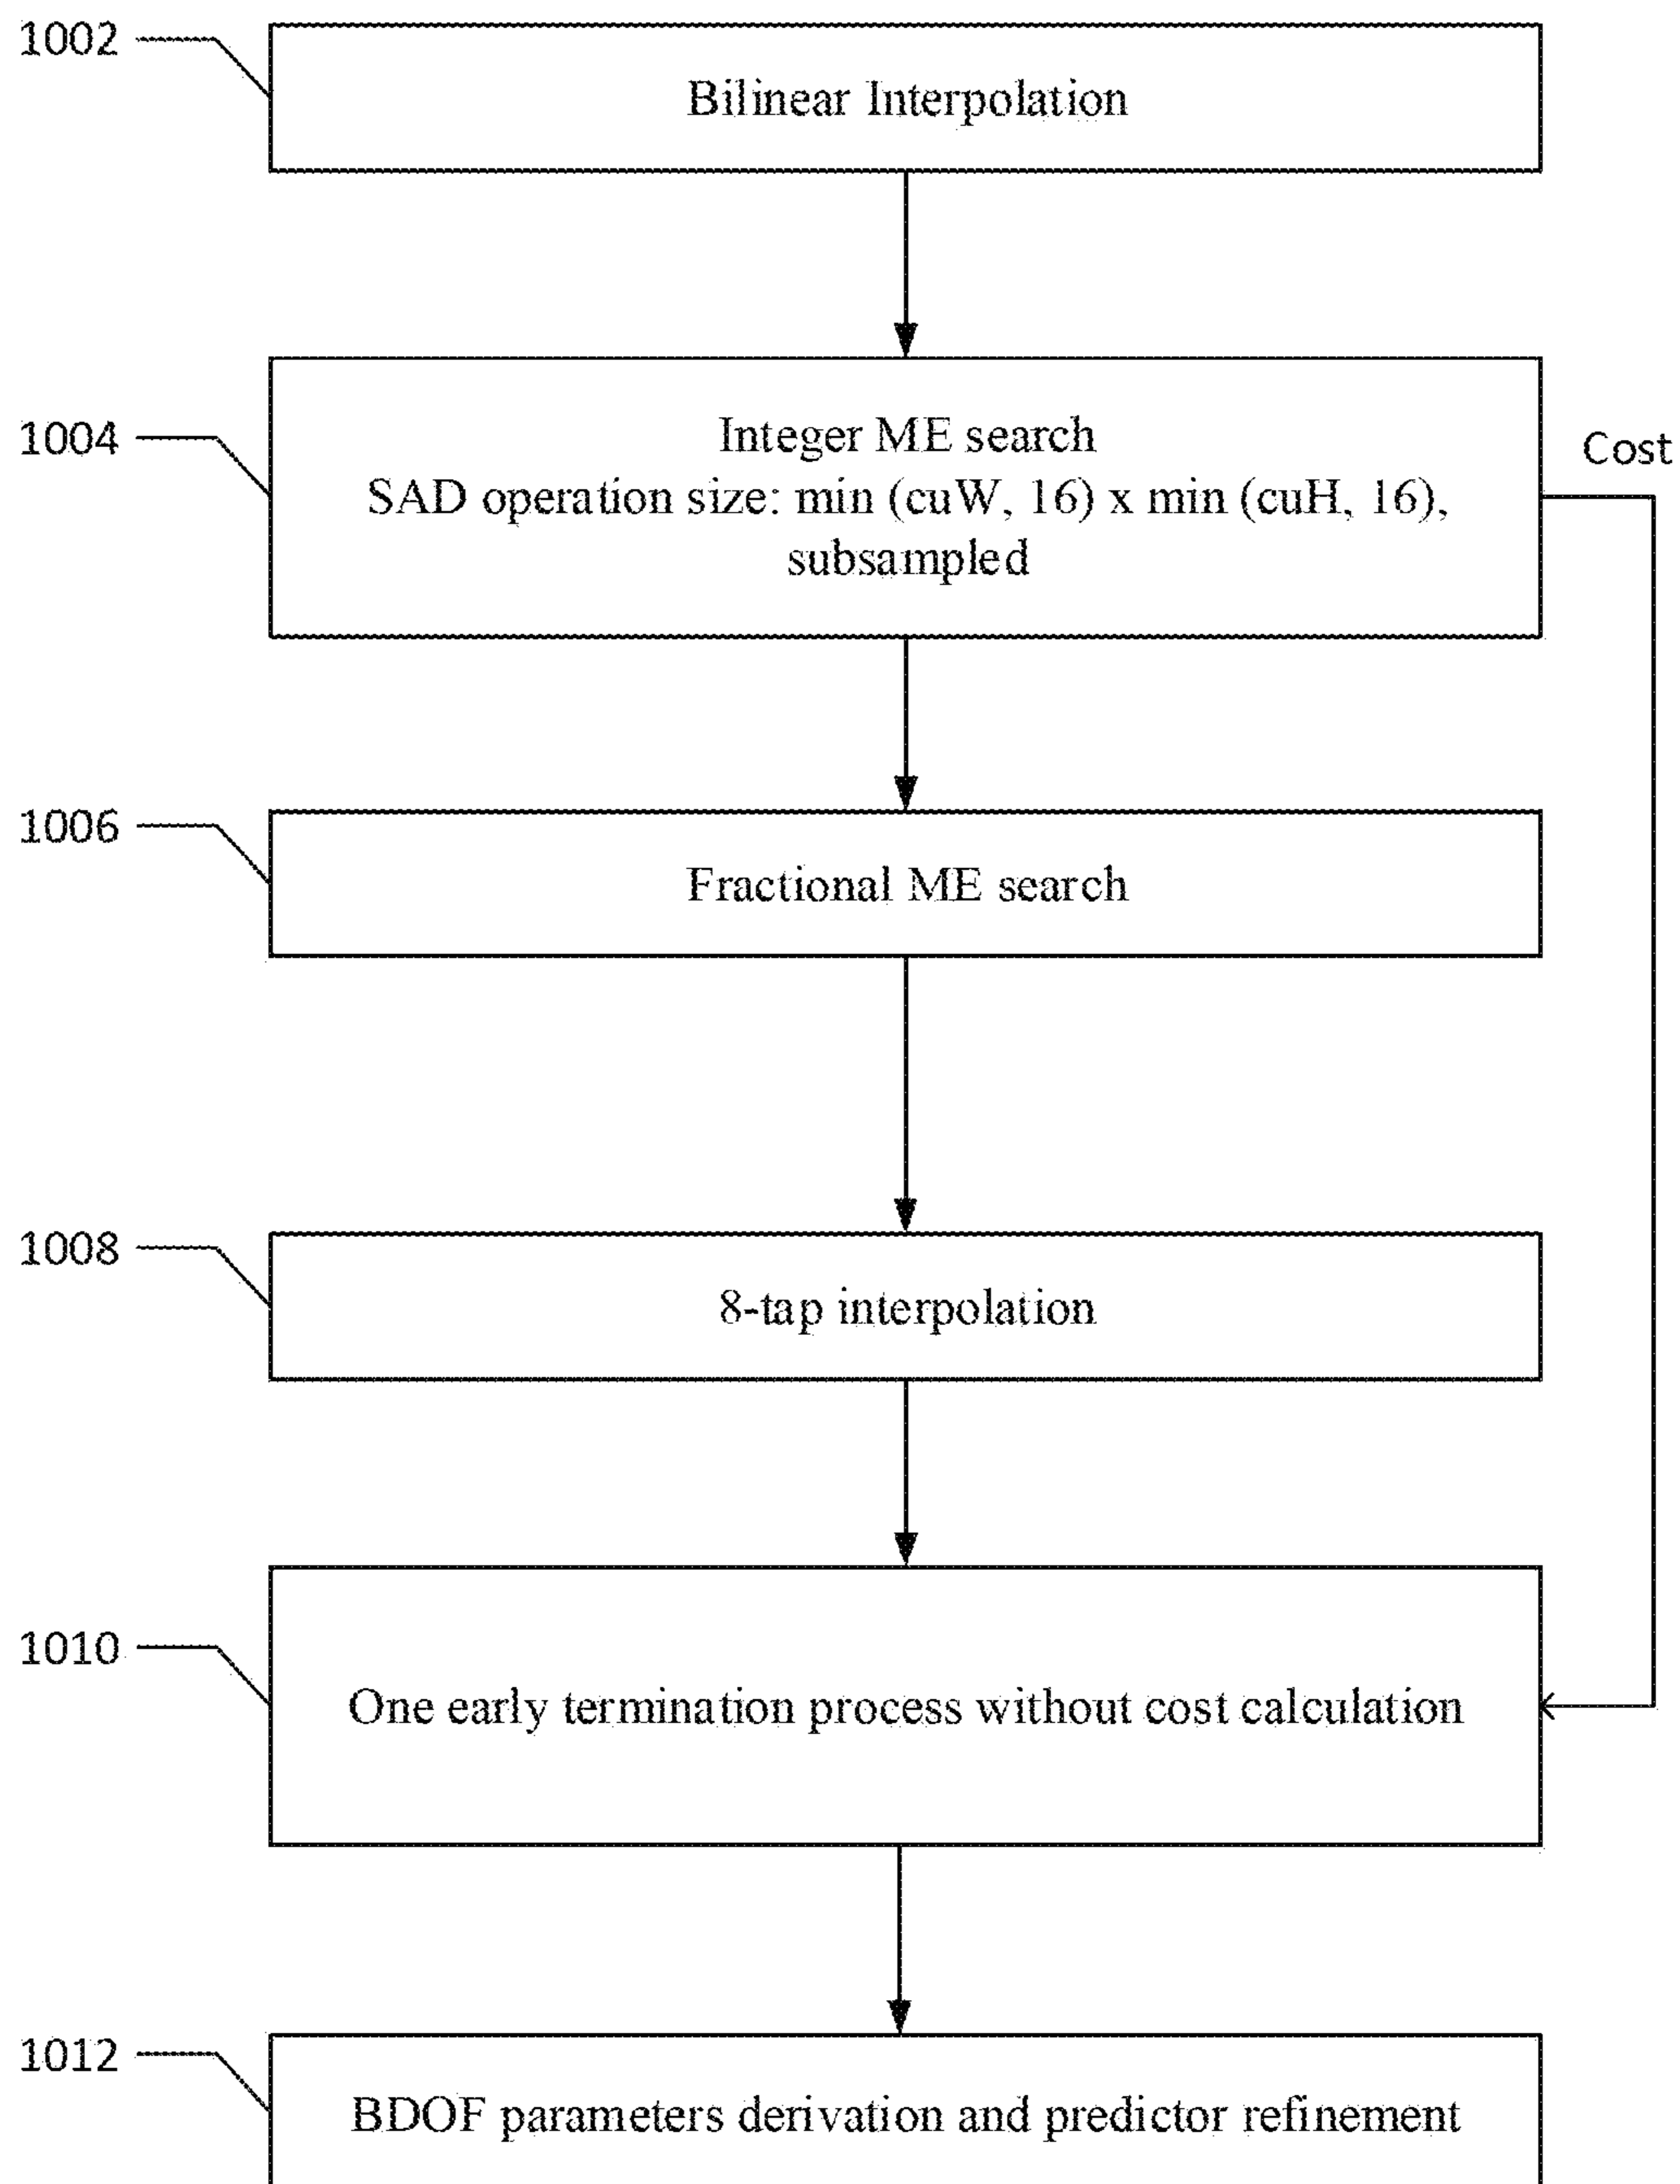 1002
Bilinear Interpolation
1004
Integer ME search
SAD operation size: min (cuW, 16) x min (cuH, 16),
subsampled
Cost
1006
Fractional ME search
1008
8-tap interpolation
1010
One early termination process without cost calculation
1012
BDOF parameters derivation and predictor refinement